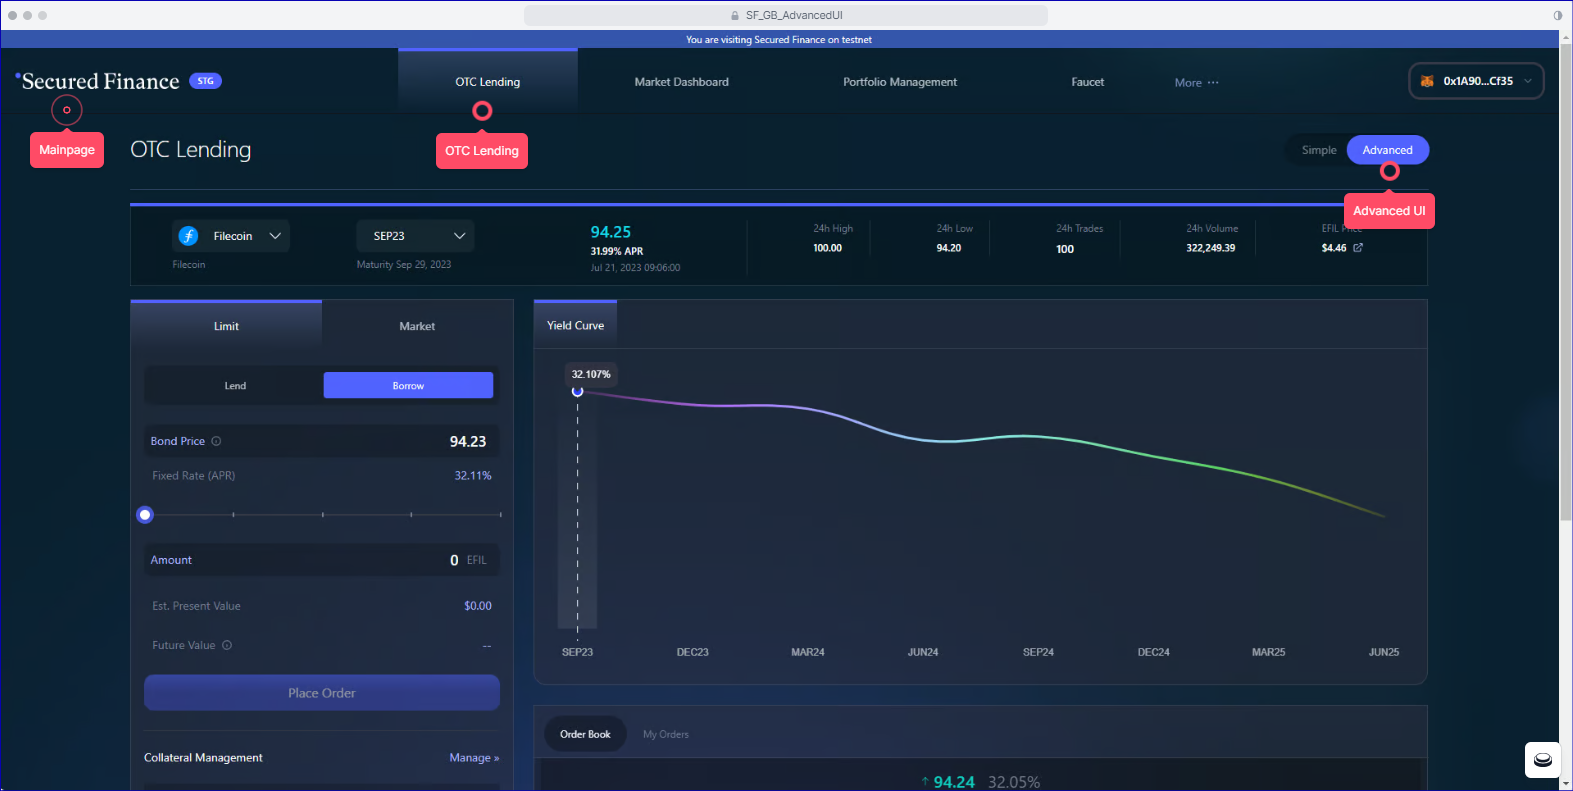 SF_GB_AdvancedUI
You are visiting Secured Finance on testnet
Secured Finance STG
OTC Lending
Market Dashboard
Portfolio Management
Faucet
More ···
0x1A90...Cf35
Mainpage
OTC Lending
OTC Lending
Simple
Advanced
Advanced UI
Filecoin
Filecoin
SEP23
Maturity Sep 29, 2023
94.25
31.99% APR
Jul 21, 2023 09:06:00
24h High
100.00
24h Low
94.20
24h Trades
100
24h Volume
322,249.39
EFIL
$4.46
Limit
Market
Lend
Borrow
Bond Price
94.23
Fixed Rate (APR)
32.11%
Amount
0 EFIL
Est. Present Value
$0.00
Future Value
--
Place Order
Collateral Management
Manage »
Yield Curve
32.107%
SEP23
DEC23
MAR24
JUN24
SEP24
DEC24
MAR25
JUN25
Order Book
My Orders
↑ 94.24 32.05%